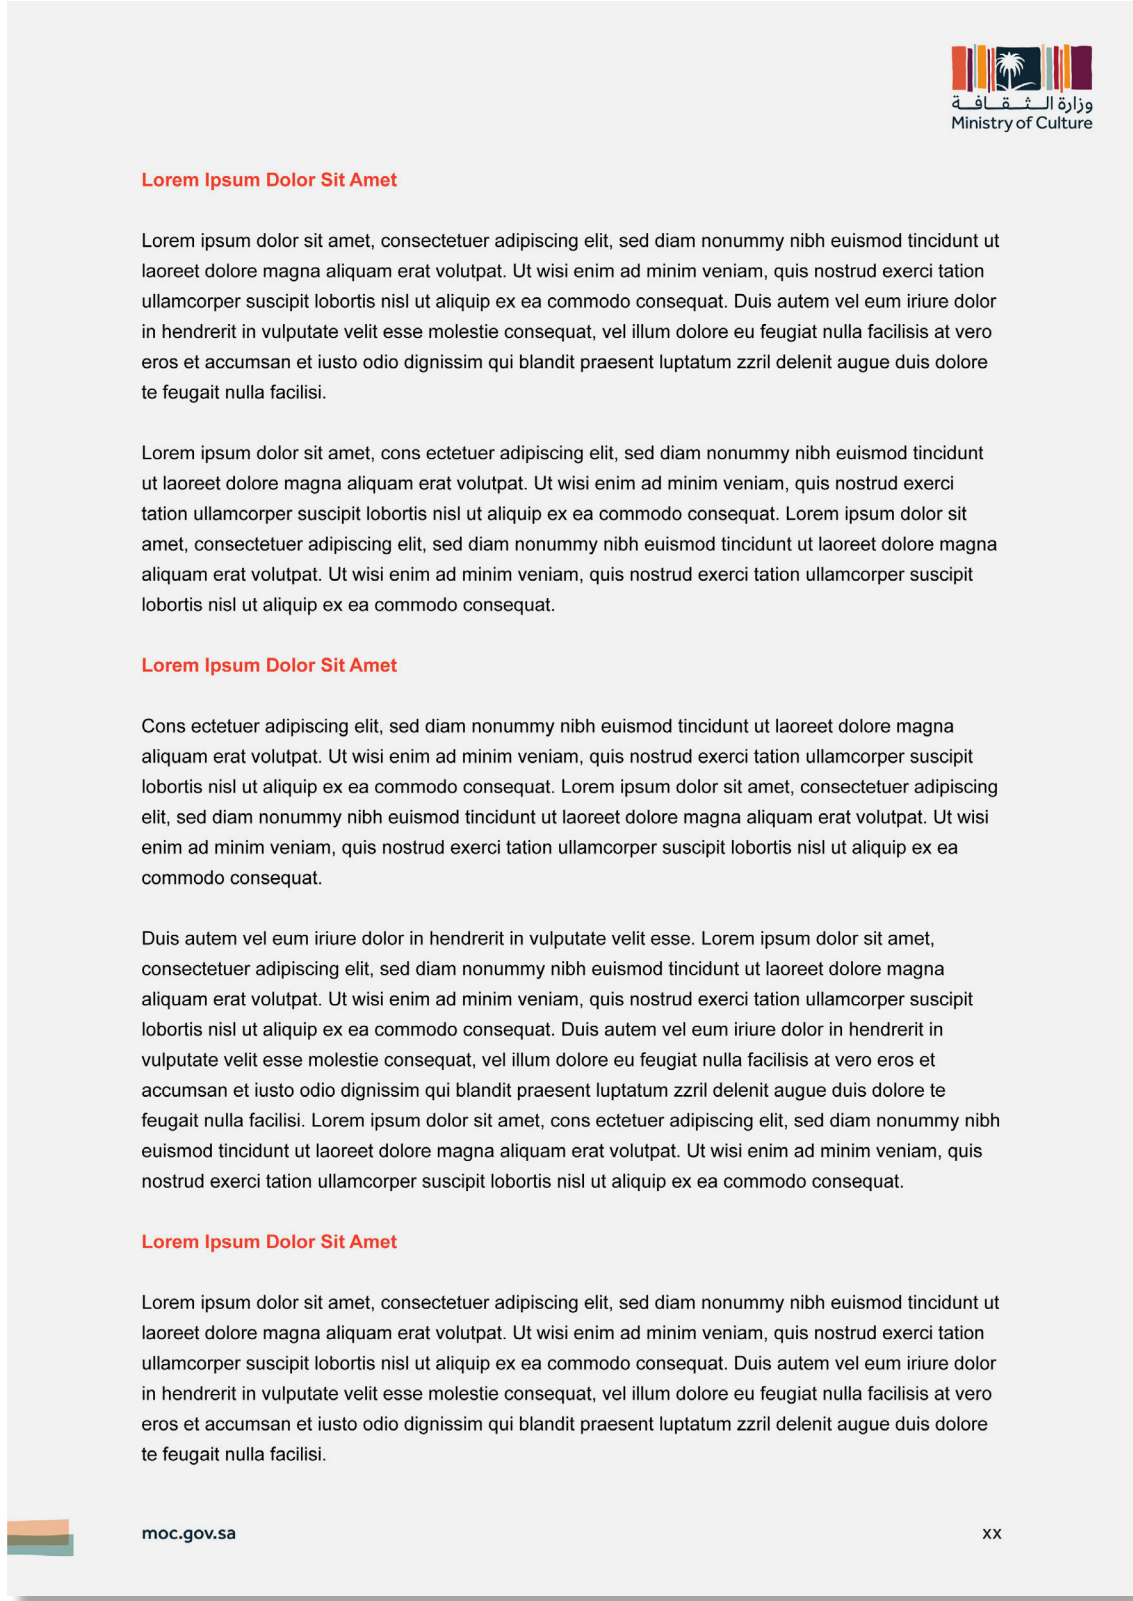 وزارة الـثـقـافـة
Ministry of Culture
Lorem Ipsum Dolor Sit Amet
Lorem ipsum dolor sit amet, consectetuer adipiscing elit, sed diam nonummy nibh euismod tincidunt ut
laoreet dolore magna aliquam erat volutpat. Ut wisi enim ad minim veniam, quis nostrud exerci tation
ullamcorper suscipit lobortis nisl ut aliquip ex ea commodo consequat. Duis autem vel eum iriure dolor
in hendrerit in vulputate velit esse molestie consequat, vel illum dolore eu feugiat nulla facilisis at vero
eros et accumsan et iusto odio dignissim qui blandit praesent luptatum zzril delenit augue duis dolore
te feugait nulla facilisi.
Lorem ipsum dolor sit amet, cons ectetuer adipiscing elit, sed diam nonummy nibh euismod tincidunt
ut laoreet dolore magna aliquam erat volutpat. Ut wisi enim ad minim veniam, quis nostrud exerci
tation ullamcorper suscipit lobortis nisl ut aliquip ex ea commodo consequat. Lorem ipsum dolor sit
amet, consectetuer adipiscing elit, sed diam nonummy nibh euismod tincidunt ut laoreet dolore magna
aliquam erat volutpat. Ut wisi enim ad minim veniam, quis nostrud exerci tation ullamcorper suscipit
lobortis nisl ut aliquip ex ea commodo consequat.
Lorem Ipsum Dolor Sit Amet
Cons ectetuer adipiscing elit, sed diam nonummy nibh euismod tincidunt ut laoreet dolore magna
aliquam erat volutpat. Ut wisi enim ad minim veniam, quis nostrud exerci tation ullamcorper suscipit
lobortis nisl ut aliquip ex ea commodo consequat. Lorem ipsum dolor sit amet, consectetuer adipiscing
elit, sed diam nonummy nibh euismod tincidunt ut laoreet dolore magna aliquam erat volutpat. Ut wisi
enim ad minim veniam, quis nostrud exerci tation ullamcorper suscipit lobortis nisl ut aliquip ex ea
commodo consequat.
Duis autem vel eum iriure dolor in hendrerit in vulputate velit esse. Lorem ipsum dolor sit amet,
consectetuer adipiscing elit, sed diam nonummy nibh euismod tincidunt ut laoreet dolore magna
aliquam erat volutpat. Ut wisi enim ad minim veniam, quis nostrud exerci tation ullamcorper suscipit
lobortis nisl ut aliquip ex ea commodo consequat. Duis autem vel eum iriure dolor in hendrerit in
vulputate velit esse molestie consequat, vel illum dolore eu feugiat nulla facilisis at vero eros et
accumsan et iusto odio dignissim qui blandit praesent luptatum zzril delenit augue duis dolore te
feugait nulla facilisi. Lorem ipsum dolor sit amet, cons ectetuer adipiscing elit, sed diam nonummy nibh
euismod tincidunt ut laoreet dolore magna aliquam erat volutpat. Ut wisi enim ad minim veniam, quis
nostrud exerci tation ullamcorper suscipit lobortis nisl ut aliquip ex ea commodo consequat.
Lorem Ipsum Dolor Sit Amet
Lorem ipsum dolor sit amet, consectetuer adipiscing elit, sed diam nonummy nibh euismod tincidunt ut
laoreet dolore magna aliquam erat volutpat. Ut wisi enim ad minim veniam, quis nostrud exerci tation
ullamcorper suscipit lobortis nisl ut aliquip ex ea commodo consequat. Duis autem vel eum iriure dolor
in hendrerit in vulputate velit esse molestie consequat, vel illum dolore eu feugiat nulla facilisis at vero
eros et accumsan et iusto odio dignissim qui blandit praesent luptatum zzril delenit augue duis dolore
te feugait nulla facilisi.
moc.gov.sa xx